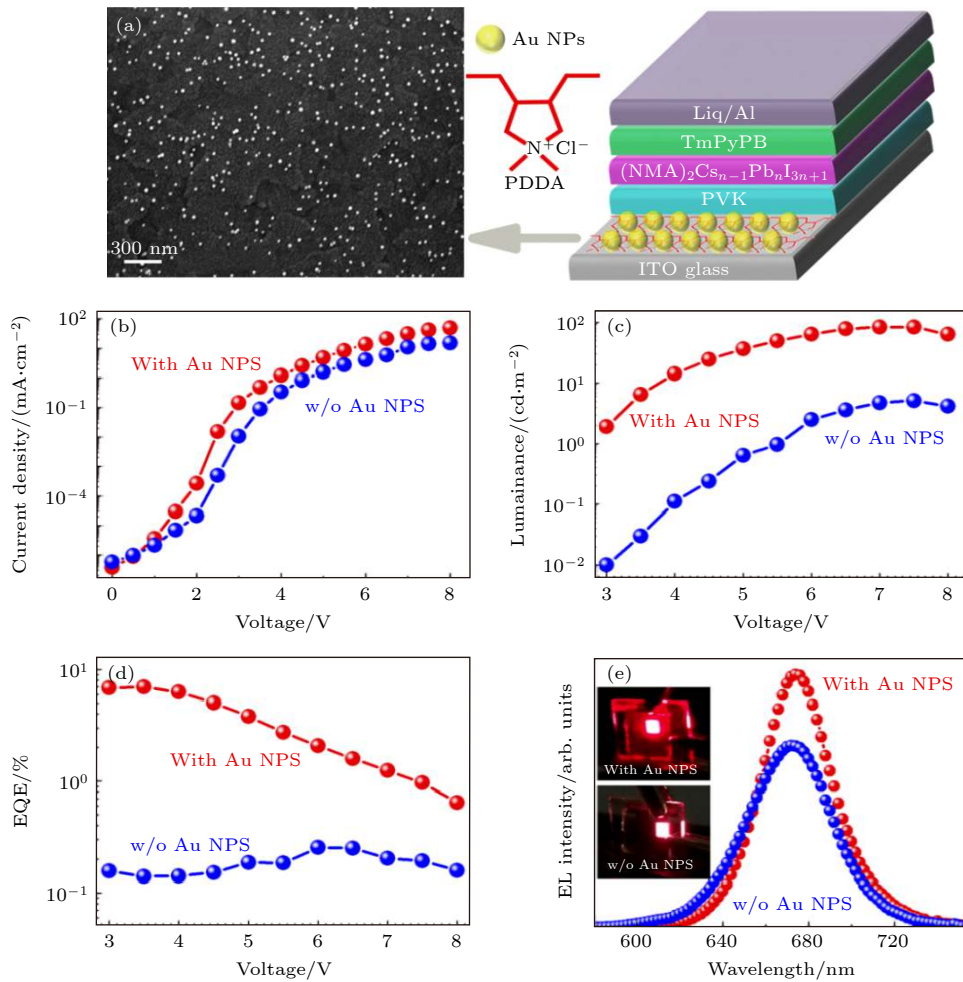 (a)
300 nm
Au NPs
N⁺Cl⁻
PDDA
Liq/Al
TmPyPB
(NMA)₂Csₙ₋₁PbₙI₃ₙ₊₁
PVK
ITO glass
(b)
Current density/(mA·cm⁻²)
10²
10⁻¹
10⁻⁴
With Au NPS
w/o Au NPS
0 2 4 6 8
Voltage/V
(c)
Lumainance/(cd·m⁻²)
10²
10¹
10⁰
10⁻¹
10⁻²
With Au NPS
w/o Au NPS
3 4 5 6 7 8
Voltage/V
(d)
EQE/%
10¹
10⁰
10⁻¹
With Au NPS
w/o Au NPS
3 4 5 6 7 8
Voltage/V
(e)
EL intensity/arb. units
With Au NPS
With Au NPS
w/o Au NPS
w/o Au NPS
600 640 680 720
Wavelength/nm